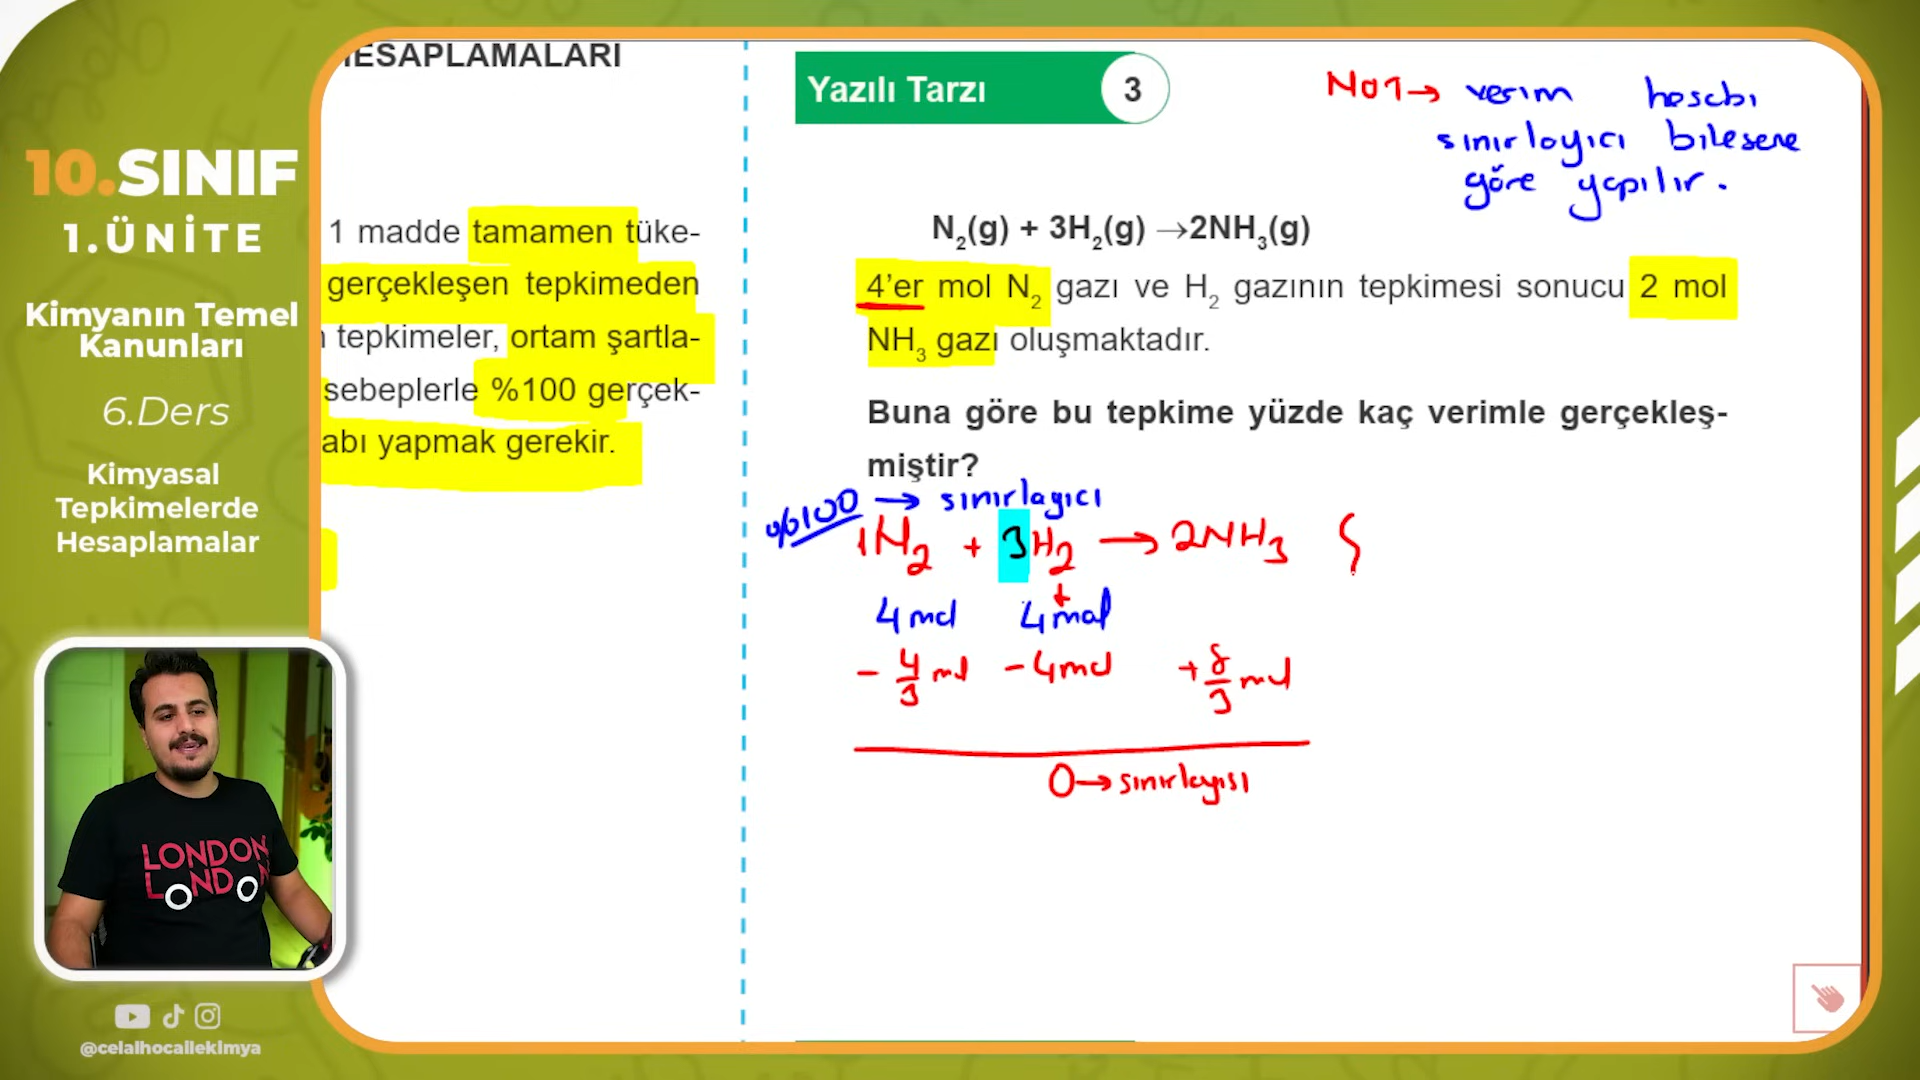 10.SINIF
1.ÜNİTE
Kimyanın Temel
Kanunları
6.Ders
Kimyasal
Tepkimelerde
Hesaplamalar
@celalhocallekimya
HESAPLAMALARI
1 madde tamamen tüke-
gerçekleşen tepkimeden
tepkimeler, ortam şartla-
sebeplerle %100 gerçek-
abı yapmak gerekir.
Yazılı Tarzı 3
NOT→ verim hesabı
sınırlayıcı bileşene
göre yapılır.
N₂(g) + 3H₂(g) →2NH₃(g)
4’er mol N₂ gazı ve H₂ gazının tepkimesi sonucu 2 mol
NH₃ gazı oluşmaktadır.
Buna göre bu tepkime yüzde kaç verimle gerçekleş-
miştir?
%100 → sınırlayıcı
1N₂ + 3H₂ → 2NH₃
4 mol 4 mol
- 4/3 mol - 4 mol + 8/3 mol
0→ sınırlayısı
LONDON
LONDON